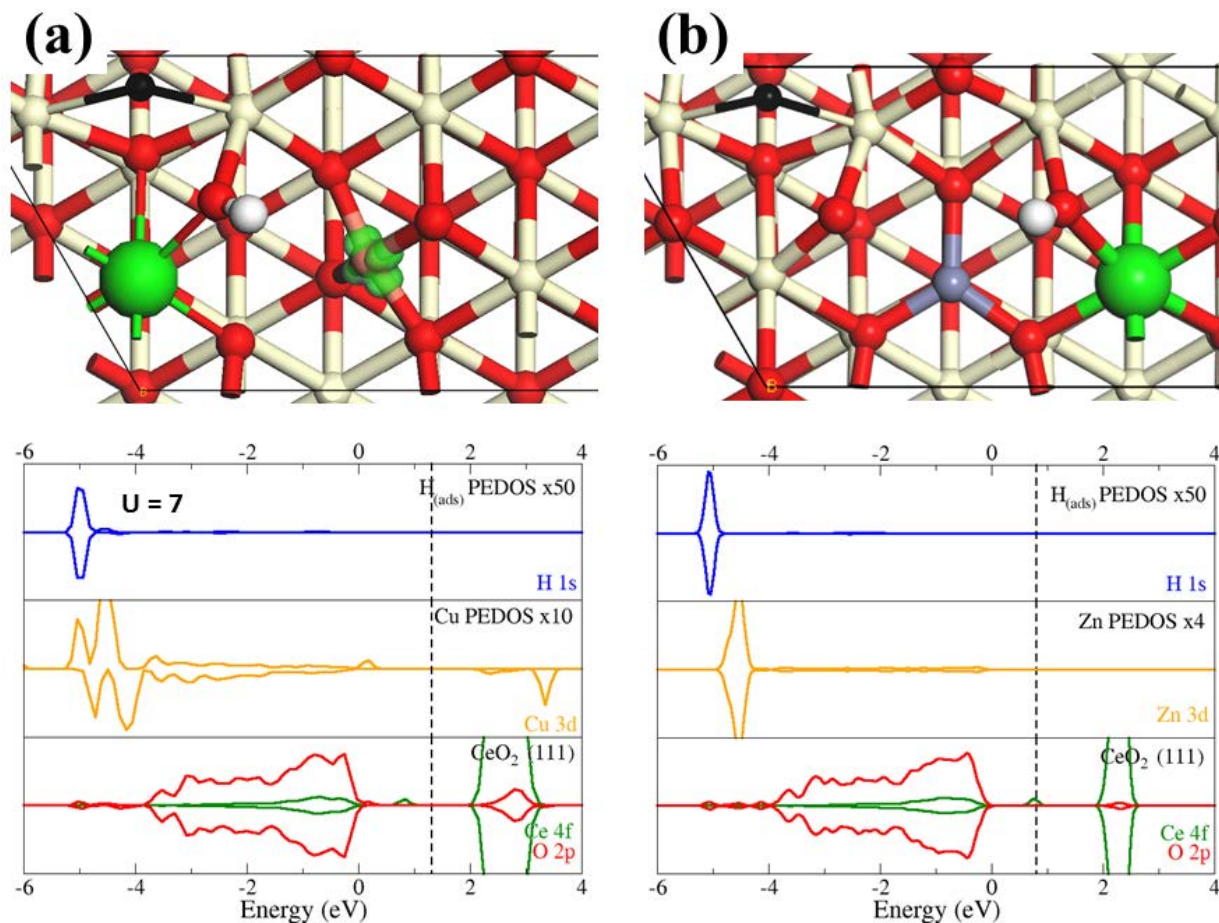 (a)
B
-6 -4 -2 0 2 4
H(ads) PEDOS x50
U = 7
H 1s
Cu PEDOS x10
Cu 3d
CeO2 (111)
Ce 4f
O 2p
-6 -4 -2 0 2 4
Energy (eV)
(b)
B
-6 -4 -2 0 2 4
H(ads) PEDOS x50
H 1s
Zn PEDOS x4
Zn 3d
CeO2 (111)
Ce 4f
O 2p
-6 -4 -2 0 2 4
Energy (eV)